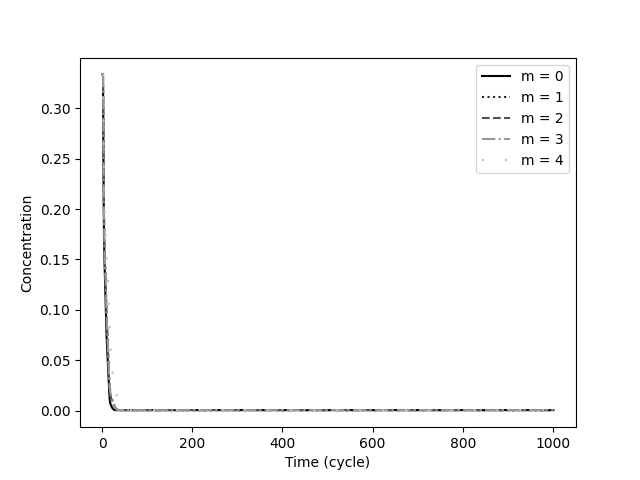 m = 0
m = 1
m = 2
m = 3
m = 4
0.30
0.25
0.20
0.15
0.10
0.05
0.00
Concentration
0 200 400 600 800 1000
Time (cycle)